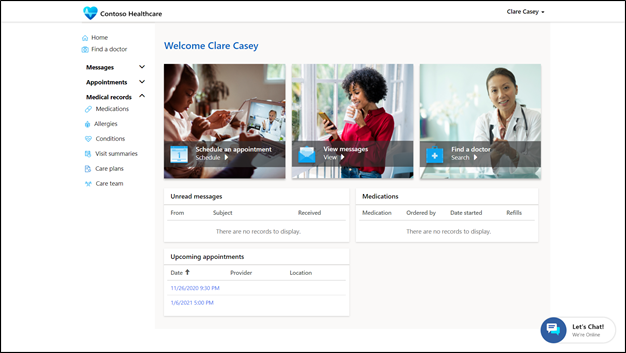 Contoso Healthcare
Clare Casey
Home
Find a doctor
Messages
Appointments
Medical records
Medications
Allergies
Conditions
Visit summaries
Care plans
Care team
Welcome Clare Casey
Schedule an appointment
Schedule
View messages
View
Find a doctor
Search
Unread messages
From Subject Received
There are no records to display.
Medications
Medication Ordered by Date started Refills
There are no records to display.
Upcoming appointments
Date Provider Location
11/26/2020 9:30 PM
1/6/2021 5:00 PM
Let's Chat!
We're Online